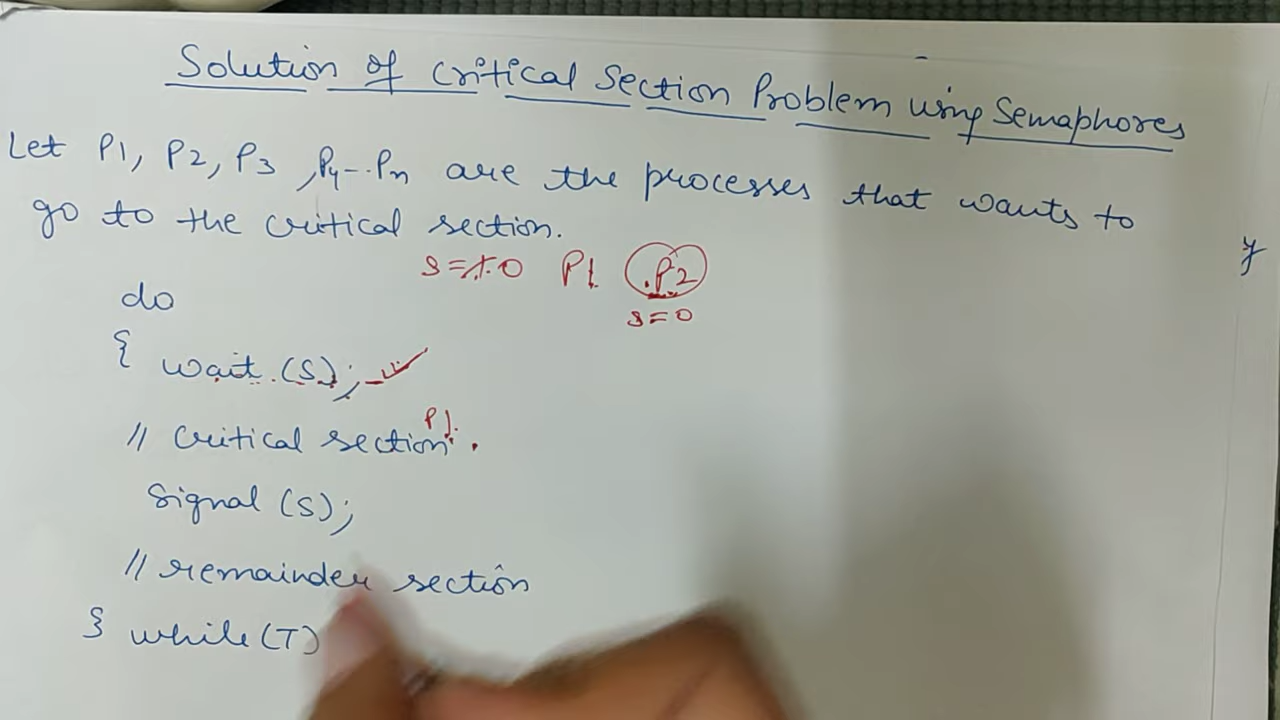 Solution of Critical Section Problem using Semaphores
Let P1, P2, P3, P4-..Pn are the processes that wants to
go to the critical section.
S=1.0 P1. .P2
S=0
do
{ wait (S);
P1.
// Critical section
Signal (S);
// remainder section
} while(T)
y